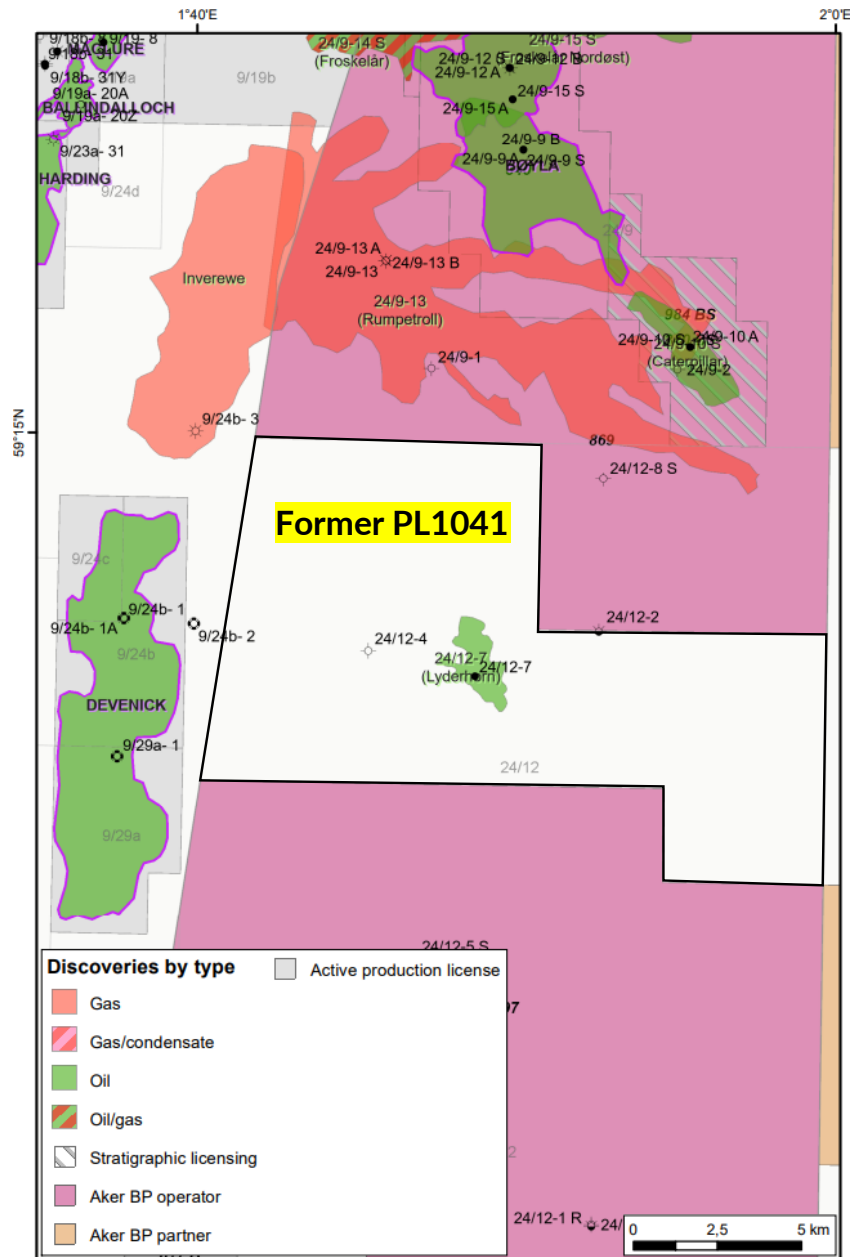 1°40'E
2°0'E
24/9-14 S
(Froskelår)
24/9-15 S
9/19- 8
MACLURE
9/18b- 31
9/19b
9/18b- 31Y
9/19a- 20A
BALLINDALLOCH
9/19a- 20Z
9/23a- 31
HARDING
9/24d
24/9-12 S
24/9-12 A
24/9-15 S
24/9-15 A
24/9-9 B
24/9-9 A
24/9-9 S
BØYLA
24/9
24/9-13 A
24/9-13
24/9-13 B
Inverewe
24/9-13
(Rumpetroll)
984 BS
24/9-10 S
24/9-10 A
(Caterpillar)
24/9-1
24/9-2
9/24b- 3
59°15'N
869
24/12-8 S
Former PL1041
9/24c
9/24b- 1
9/24b- 1A
9/24b- 2
24/12-2
24/12-4
9/24b
24/12-7
(Lyderhorn)
24/12-7
DEVENICK
9/29a- 1
24/12
9/29a
24/12-5 S
Discoveries by type
Active production license
Gas
Gas/condensate
Oil
Oil/gas
Stratigraphic licensing
Aker BP operator
Aker BP partner
24/12-1 R
24/
0 2,5 5 km